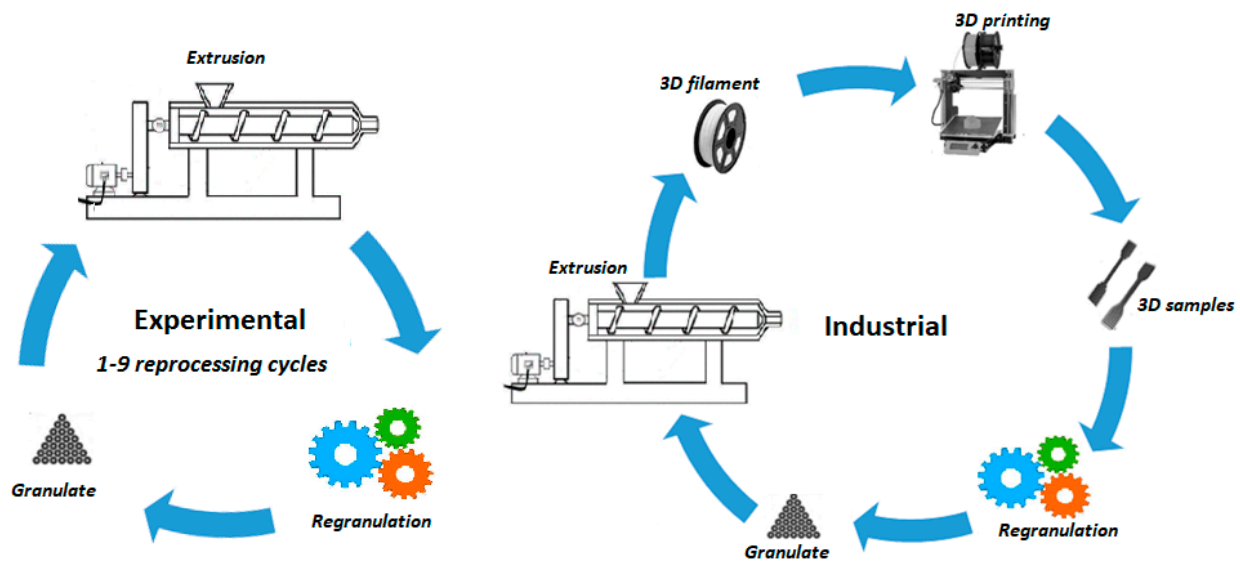 Extrusion
Experimental
1-9 reprocessing cycles
Granulate
Regranulation
3D printing
3D filament
Extrusion
Industrial
3D samples
Regranulation
Granulate